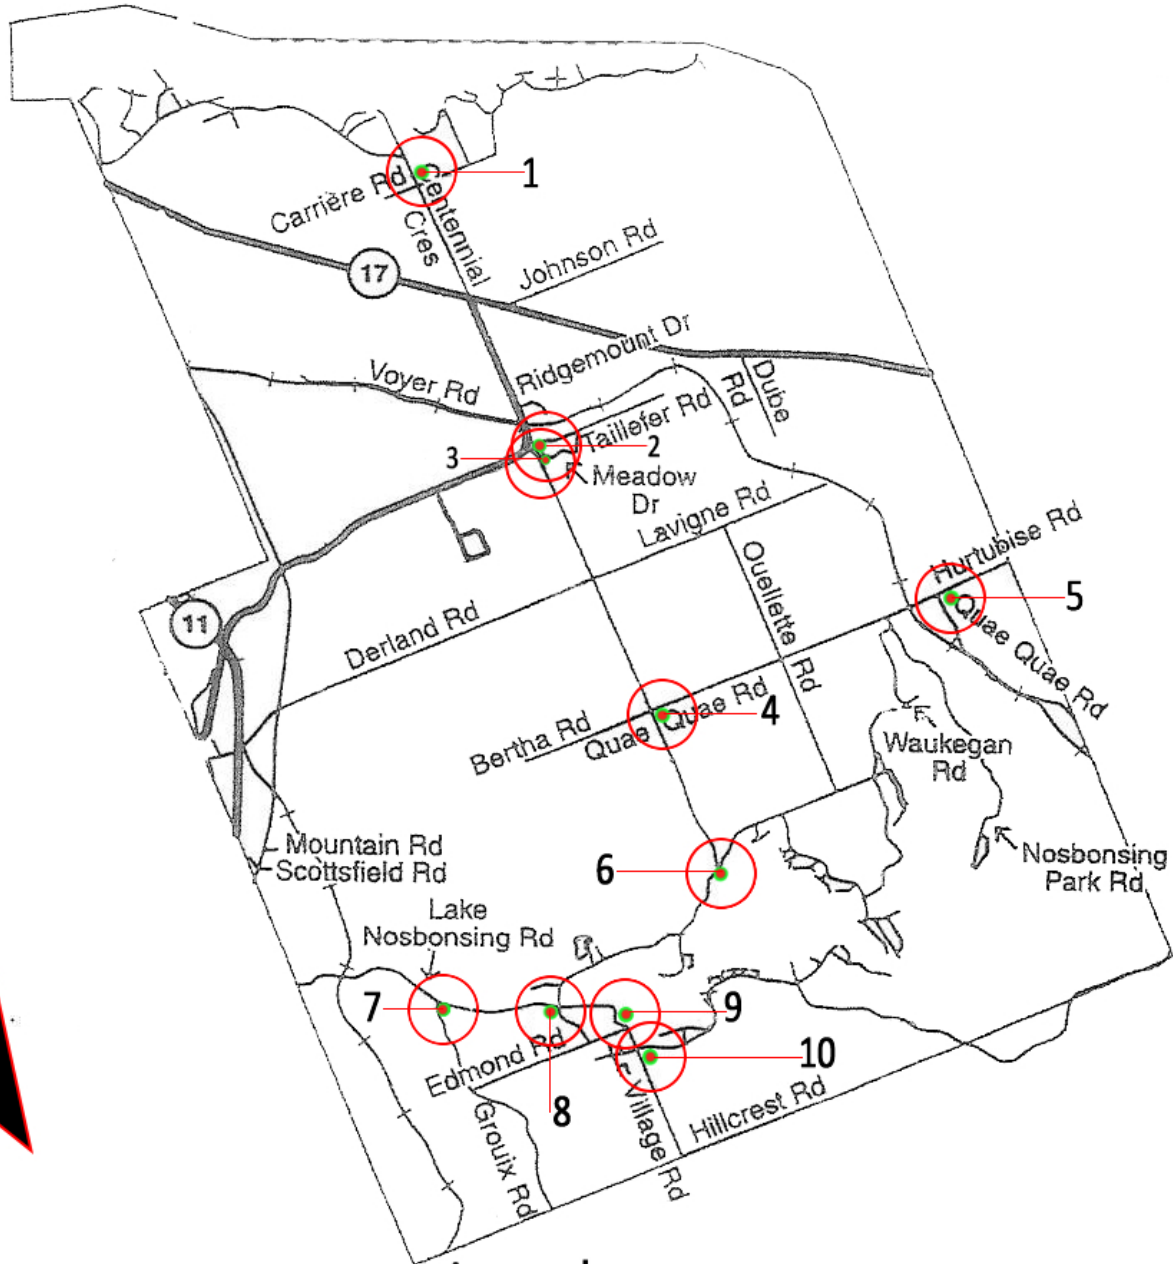 1
Carrière Rd
Centennial
Cres
Johnson Rd
17
Ridgemount Dr
Voyer Rd
Dube
Rd
Taillefer Rd
2
3
Meadow
Dr
Lavigne Rd
Hurtubise Rd
Ouellette Rd
5
11
Derland Rd
Quae Quae Rd
4
Bertha Rd
Quae Quae Rd
Waukegan
Rd
Mountain Rd
Scottsfield Rd
6
Nosbonsing
Park Rd
Lake
Nosbonsing Rd
7
9
10
Edmond Rd
8
Village Rd
Hillcrest Rd
Grouix Rd